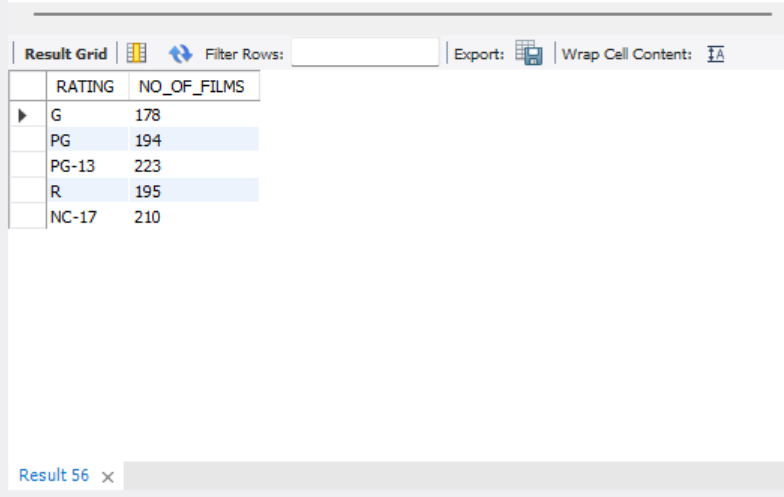 Result Grid Filter Rows: Export: Wrap Cell Content: IA
RATING NO_OF_FILMS
G 178
PG 194
PG-13 223
R 195
NC-17 210
Result 56 ×